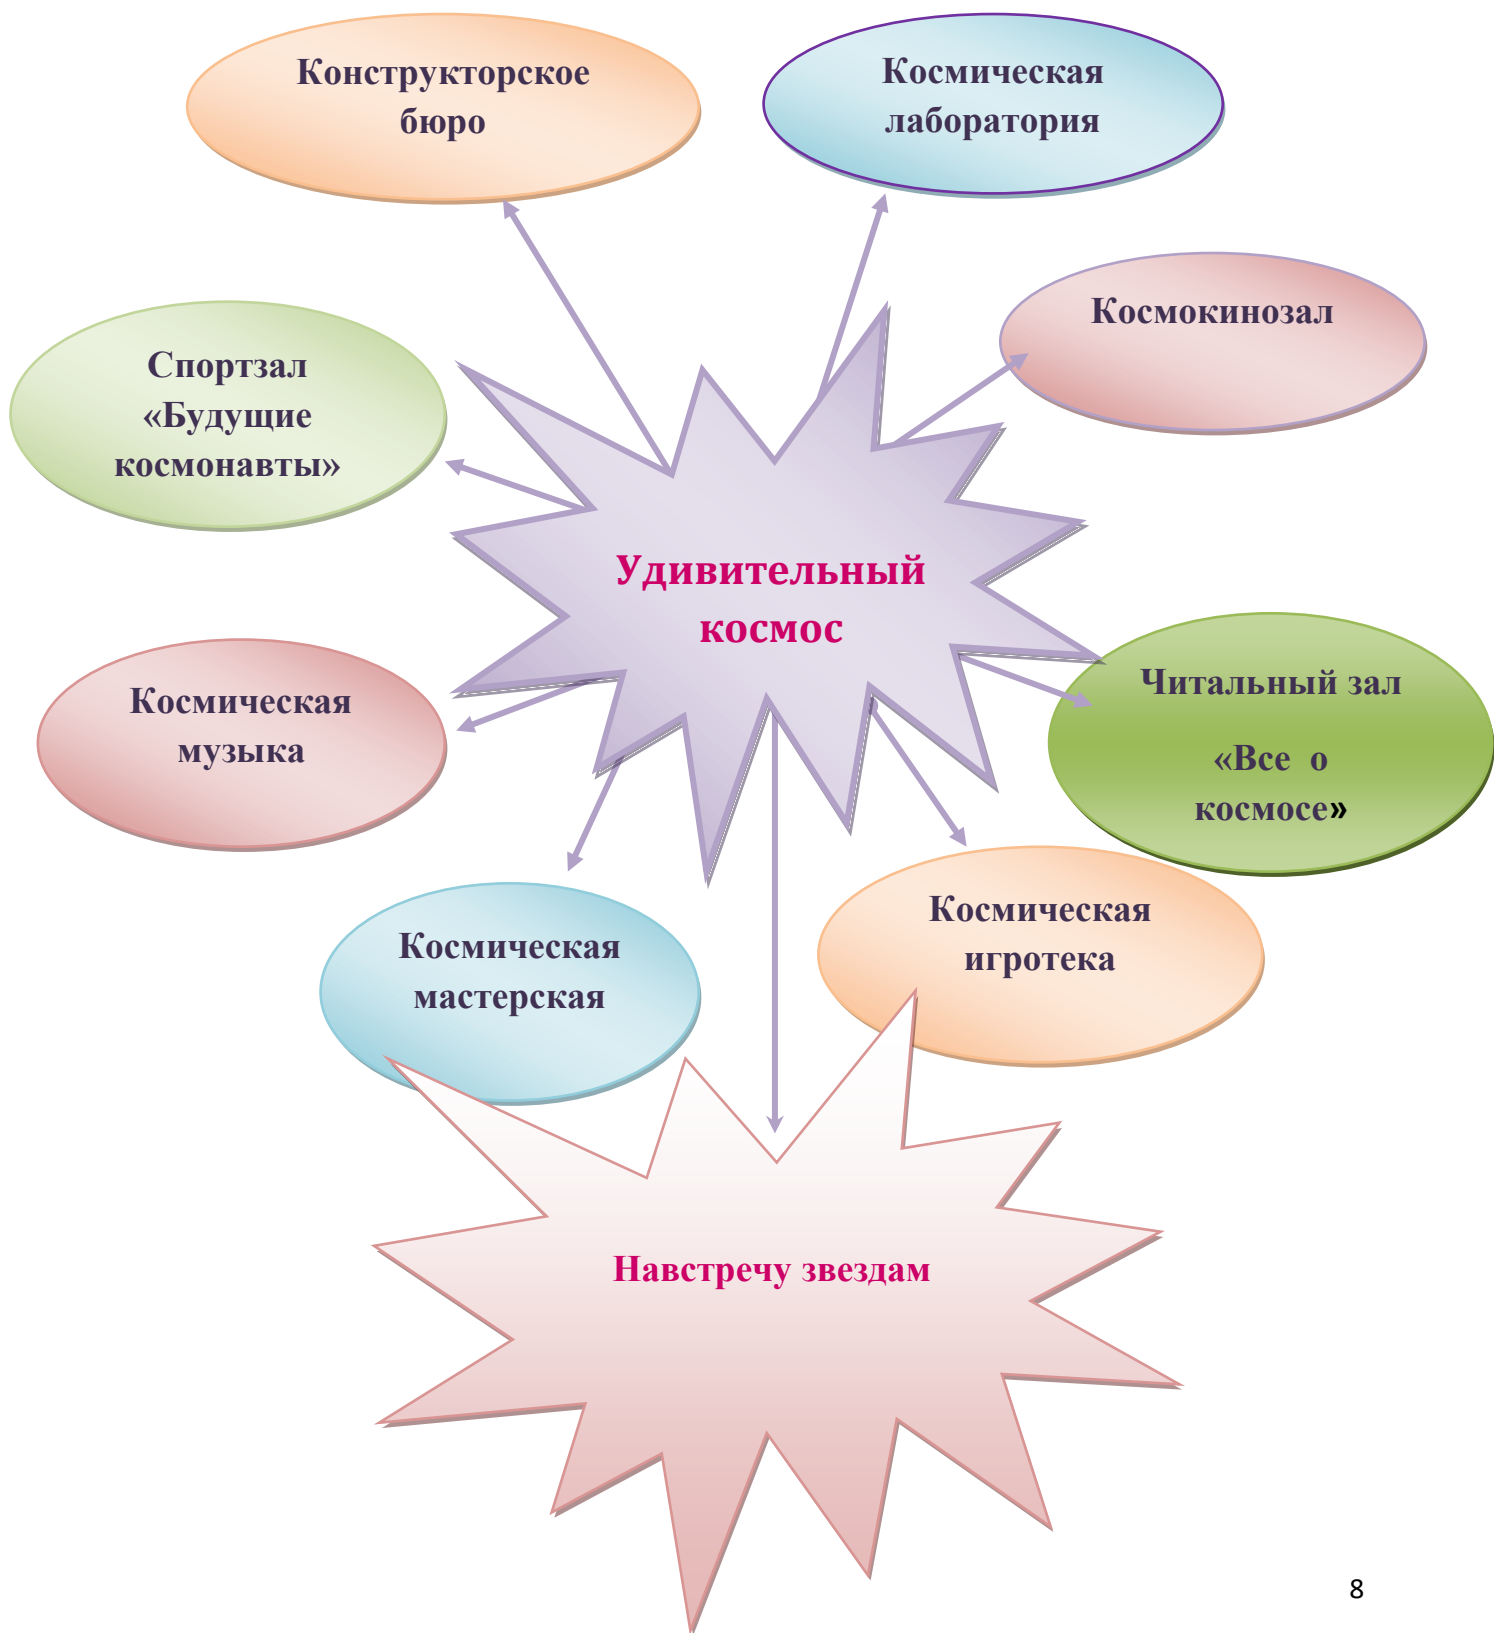 Конструкторское
бюро
Космическая
лаборатория
Космокинозал
Спортзал
«Будущие
космонавты»
Удивительный
космос
Космическая
музыка
Читальный зал
«Все  о
космосе»
Космическая
игротека
Космическая
мастерская
Навстречу звездам
8